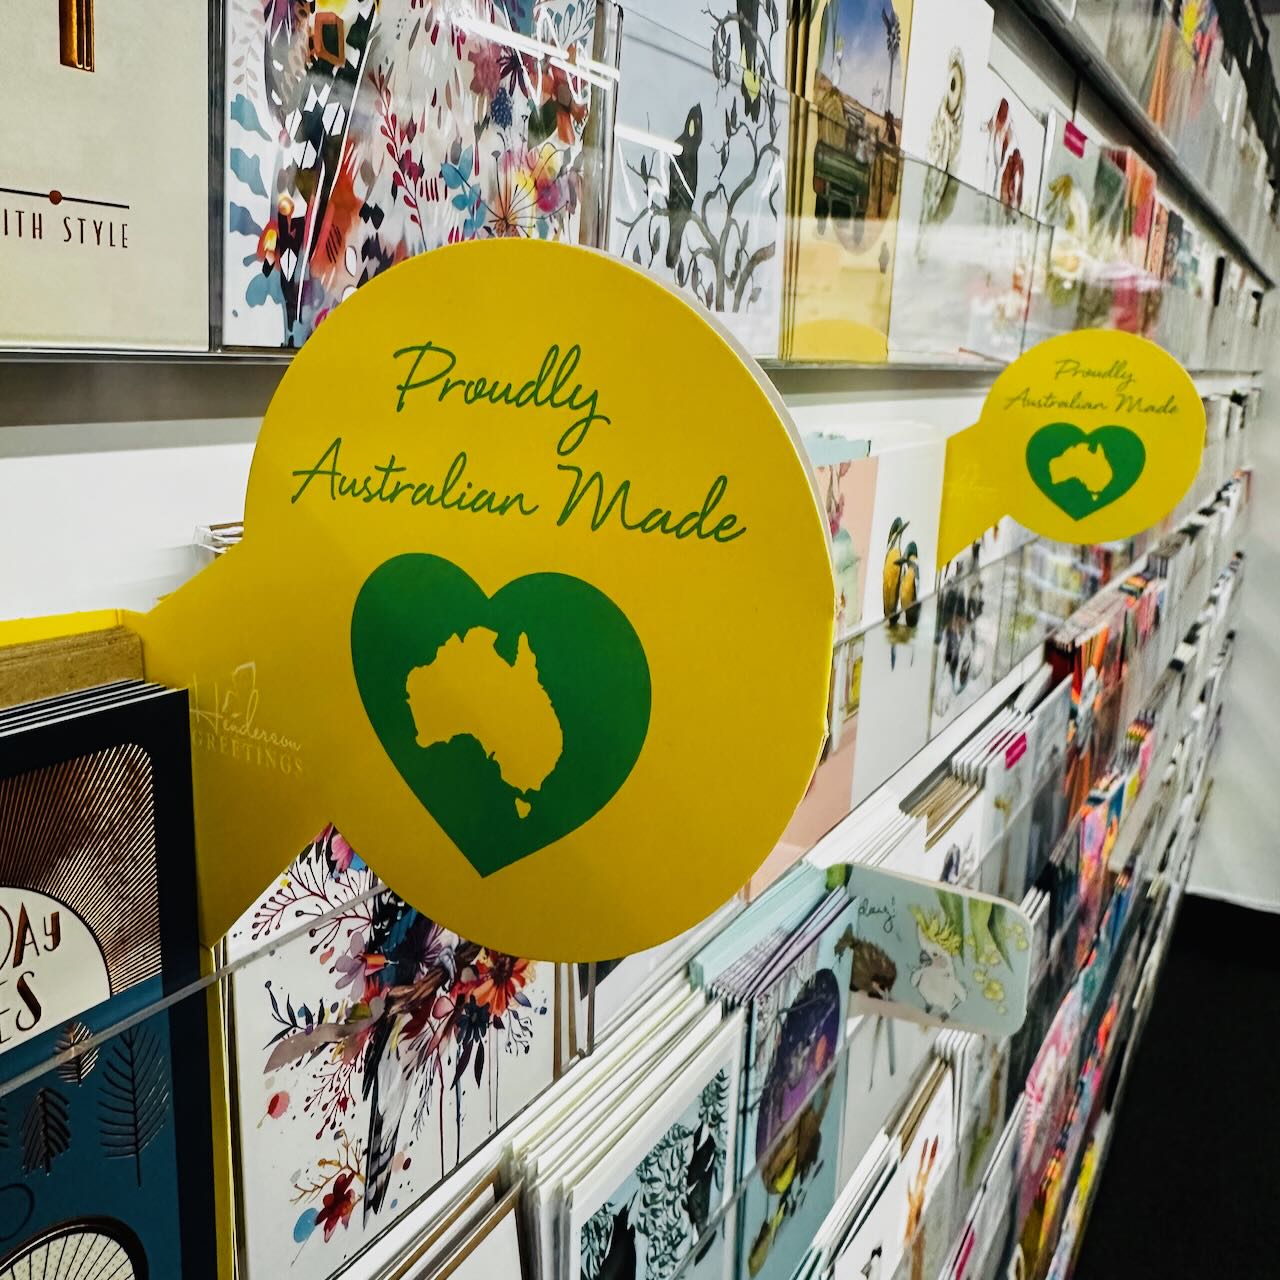 ITH STYLE
Proudly
Australian Made
Proudly
Australian Made
Henderson
GREETINGS
DAY
ES
day!